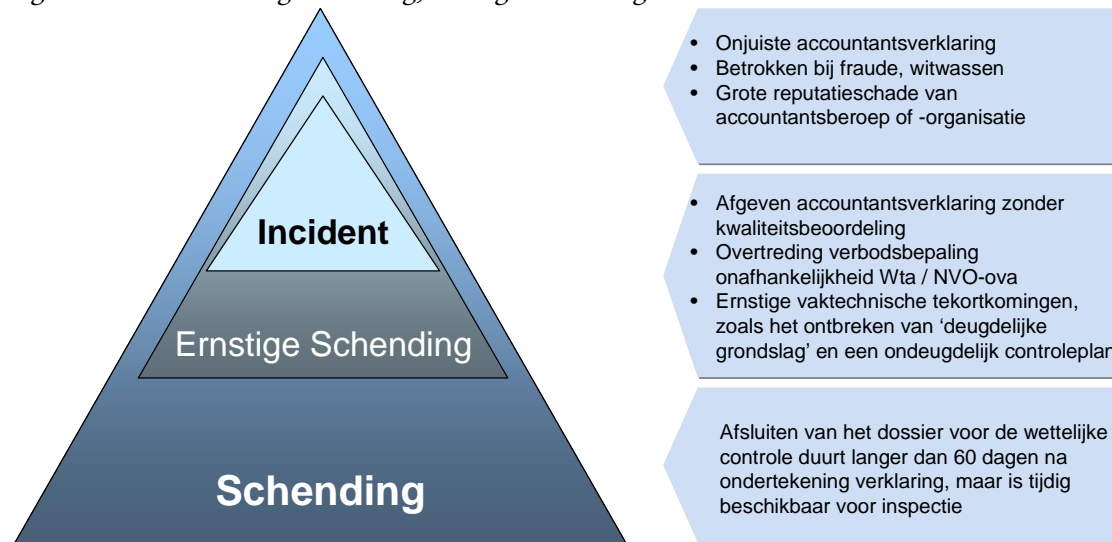 Incident
Ernstige Schending
Schending
• Onjuiste accountantsverklaring
• Betrokken bij fraude, witwassen
• Grote reputatieschade van
accountantsberoep of -organisatie
• Afgeven accountantsverklaring zonder
kwaliteitsbeoordeling
• Overtreding verbodsbepaling
onafhankelijkheid Wta / NVO-ova
• Ernstige vaktechnische tekortkomingen,
zoals het ontbreken van ‘deugdelijke
grondslag’ en een ondeugdelijk controleplan
Afsluiten van het dossier voor de wettelijke
controle duurt langer dan 60 dagen na
ondertekening verklaring, maar is tijdig
beschikbaar voor inspectie